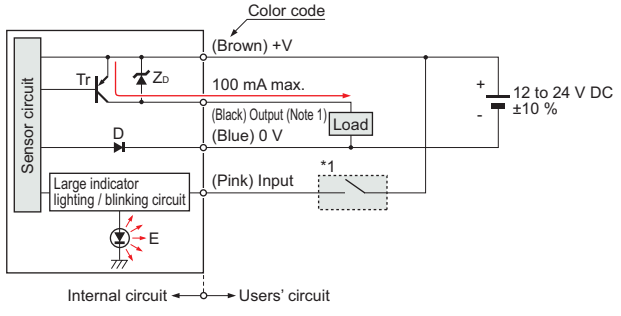 Color code
(Brown) +V
Tr
ZD
100 mA max.
+
12 to 24 V DC
±10 %
-
(Black) Output (Note 1)
Load
Sensor circuit
D
(Blue) 0 V
*1
(Pink) Input
Large indicator
lighting / blinking circuit
E
Internal circuit
Users' circuit